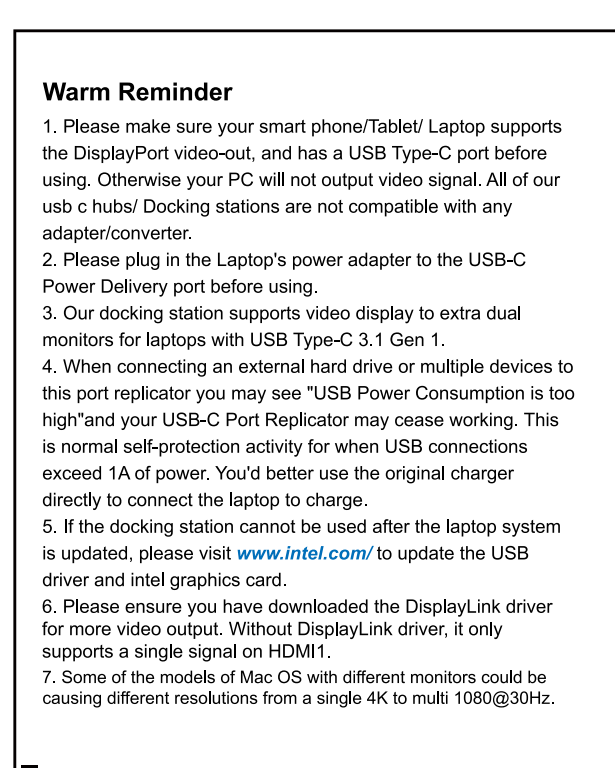 Warm Reminder
1. Please make sure your smart phone/Tablet/ Laptop supports
the DisplayPort video-out, and has a USB Type-C port before
using. Otherwise your PC will not output video signal. All of our
usb c hubs/ Docking stations are not compatible with any
adapter/converter.
2. Please plug in the Laptop's power adapter to the USB-C
Power Delivery port before using.
3. Our docking station supports video display to extra dual
monitors for laptops with USB Type-C 3.1 Gen 1.
4. When connecting an external hard drive or multiple devices to
this port replicator you may see "USB Power Consumption is too
high"and your USB-C Port Replicator may cease working. This
is normal self-protection activity for when USB connections
exceed 1A of power. You'd better use the original charger
directly to connect the laptop to charge.
5. If the docking station cannot be used after the laptop system
is updated, please visit www.intel.com/ to update the USB
driver and intel graphics card.
6. Please ensure you have downloaded the DisplayLink driver
for more video output. Without DisplayLink driver, it only
supports a single signal on HDMI1.
7. Some of the models of Mac OS with different monitors could be
causing different resolutions from a single 4K to multi 1080@30Hz.